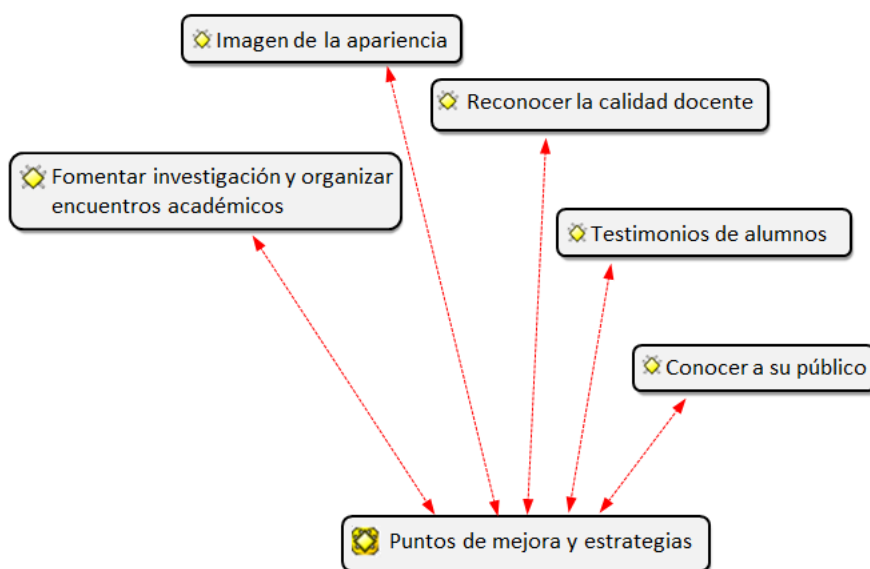 Imagen de la apariencia
Reconocer la calidad docente
Fomentar investigación y organizar
encuentros académicos
Testimonios de alumnos
Conocer a su público
Puntos de mejora y estrategias